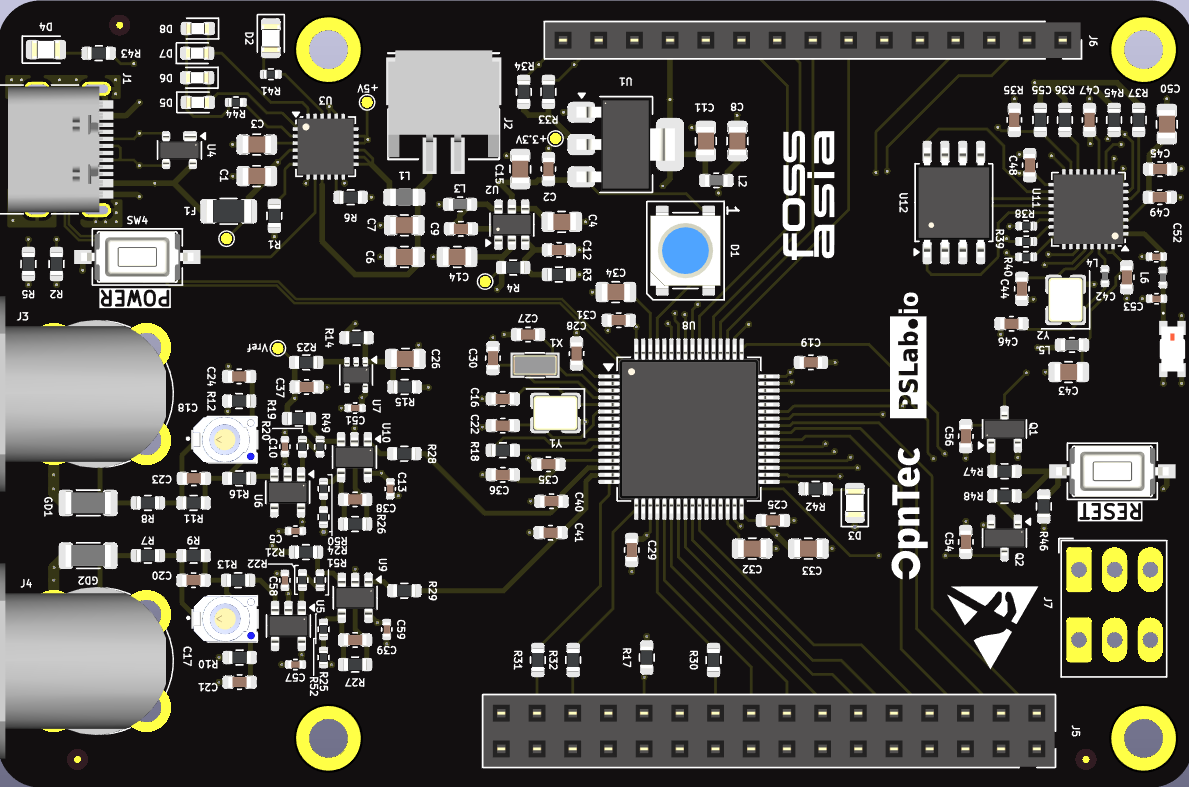 D4
D8
D2
J6
R43
D7
J1
D6
R41
R34
U1
C50
D5
R44
+5V
R35
C55
R36
C47
R45
R37
C3
U3
J2
R33
+3.3V
C11
C8
U4
C45
C1
L1
C15
C2
L2
C48
L3
U2
U12
U11
C49
F1
R6
C7
C9
C4
foss
asia
R38
SW4
R1
R39
C52
C6
C12
D1
R40
L4
L6
C14
R4
R3
C34
C44
C42
C53
R5
R2
POWER
J3
R14
C27
C28
C31
U8
C46
Y2
L5
Vref
R23
C26
C30
X1
C19
PSLab.io
C24
C37
R15
C43
C18
R12
R19
C51
U7
C16
R20
C10
R49
U10
C22
Y1
C56
Q1
R28
R18
OpnTec
C23
R16
C13
C35
R47
C36
GD1
R8
R11
U6
C38
C40
R42
R48
C25
D3
RESET
R26
C5
R50
C41
C54
R46
R7
R9
R21
R24
C29
C32
C33
Q2
J4
GD2
C20
R13
R22
R51
U9
C58
R29
J7
U5
C59
C17
R10
C39
R31
R32
R17
R30
C21
C57
R25
R27
R52
J5